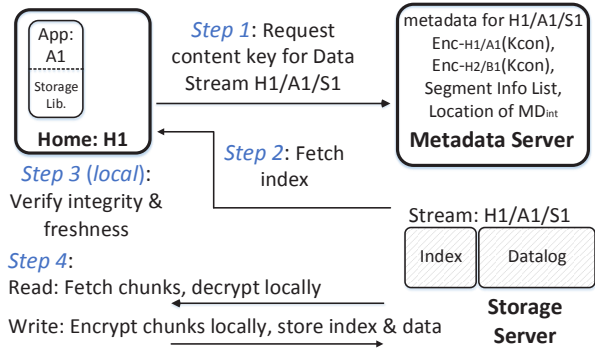 App:
A1
Storage
Lib.
Home: H1
Step 1: Request
content key for Data
Stream H1/A1/S1
metadata for H1/A1/S1
Enc-H1/A1(Kcon),
Enc-H2/B1(Kcon),
Segment Info List,
Location of MDint
Metadata Server
Step 2: Fetch
index
Step 3 (local):
Verify integrity &
freshness
Stream: H1/A1/S1
Index
Datalog
Storage
Server
Step 4:
Read: Fetch chunks, decrypt locally
Write: Encrypt chunks locally, store index & data